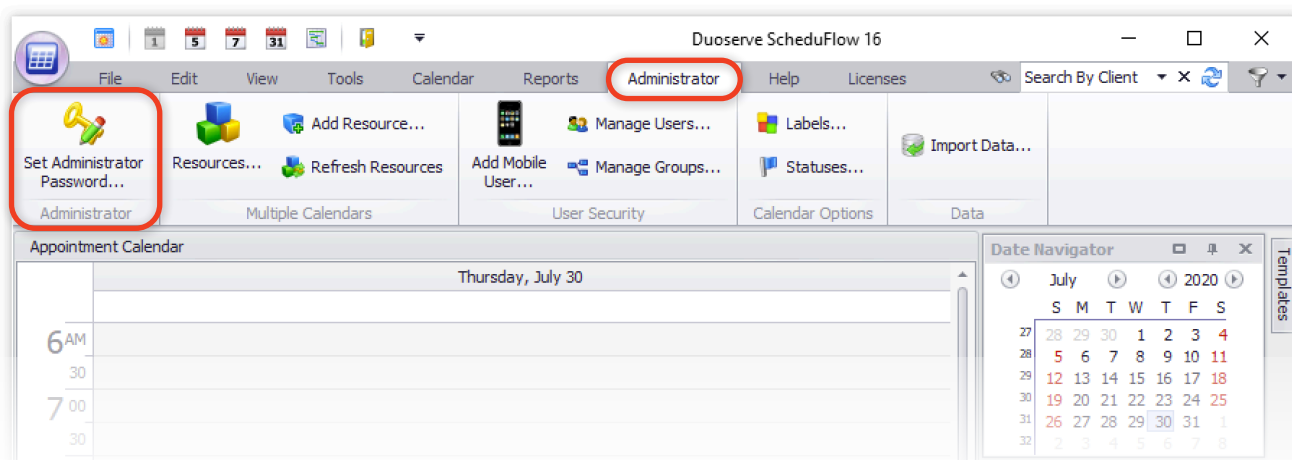 1 5 7 31 Duoserve ScheduFlow 16
File Edit View Tools Calendar Reports Administrator Help Licenses Search By Client
Set Administrator
Password...
Administrator
Resources...
Add Resource...
Refresh Resources
Multiple Calendars
Add Mobile
User...
Manage Users...
Manage Groups...
User Security
Labels...
Statuses...
Calendar Options
Import Data...
Data
Appointment Calendar
Thursday, July 30
6 AM
30
7 00
30
Date Navigator
July 2020
S M T W T F S
27 28 29 30 1 2 3 4
28 5 6 7 8 9 10 11
29 12 13 14 15 16 17 18
30 19 20 21 22 23 24 25
31 26 27 28 29 30 31 1
32 2 3 4 5 6 7 8
Templates